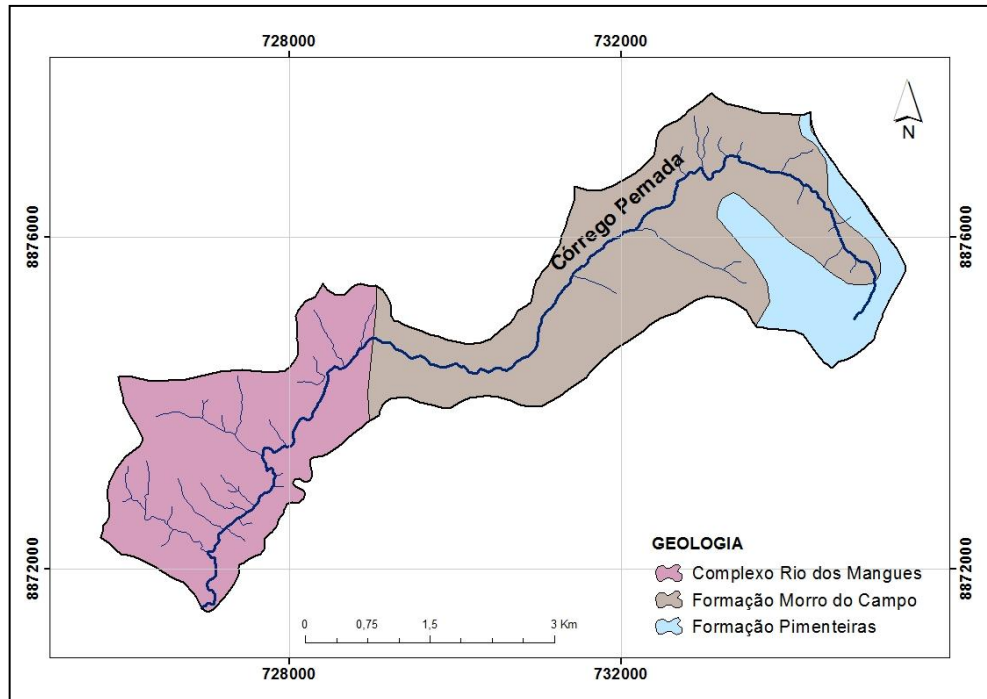 728000
732000
N
8876000
8876000
Córrego Pernada
8872000
8872000
GEOLOGIA
Complexo Rio dos Mangues
Formação Morro do Campo
Formação Pimenteiras
0 0,75 1,5 3 Km
728000
732000